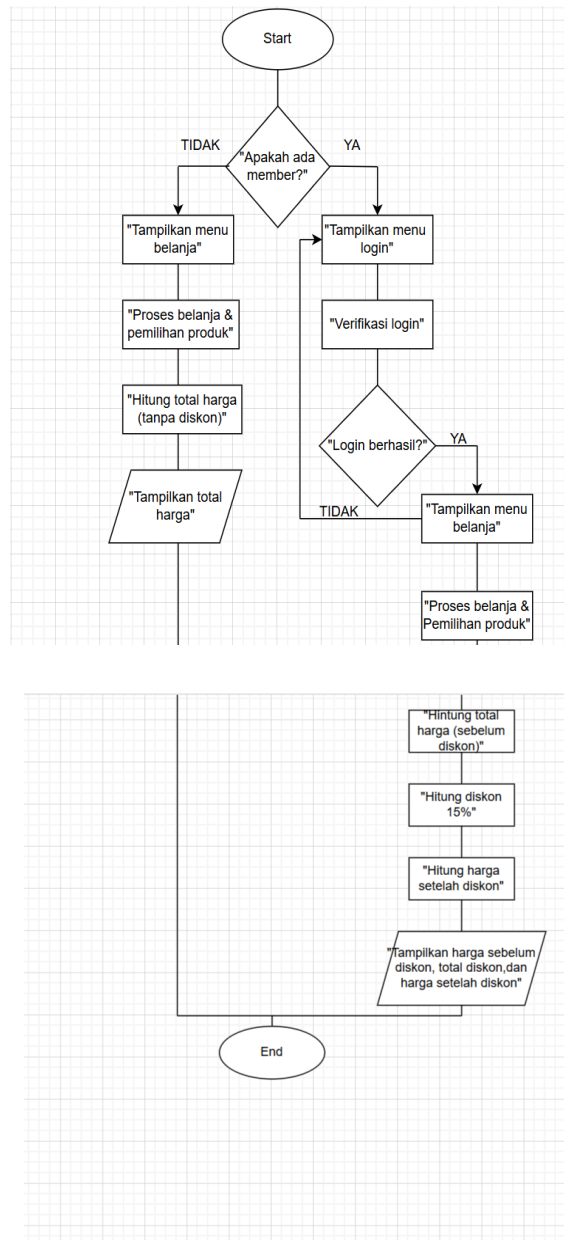 Start
TIDAK
YA
"Apakah ada
member?"
"Tampilkan menu
belanja"
"Proses belanja &
pemilihan produk"
"Hitung total harga
(tanpa diskon)"
"Tampilkan total
harga"
"Tampilkan menu
login"
"Verifikasi login"
"Login berhasil?"
YA
TIDAK
"Tampilkan menu
belanja"
"Proses belanja &
Pemilihan produk"
"Hintung total
harga (sebelum
diskon)"
"Hitung diskon
15%"
"Hitung harga
setelah diskon"
"Tampilkan harga sebelum
diskon, total diskon,dan
harga setelah diskon"
End